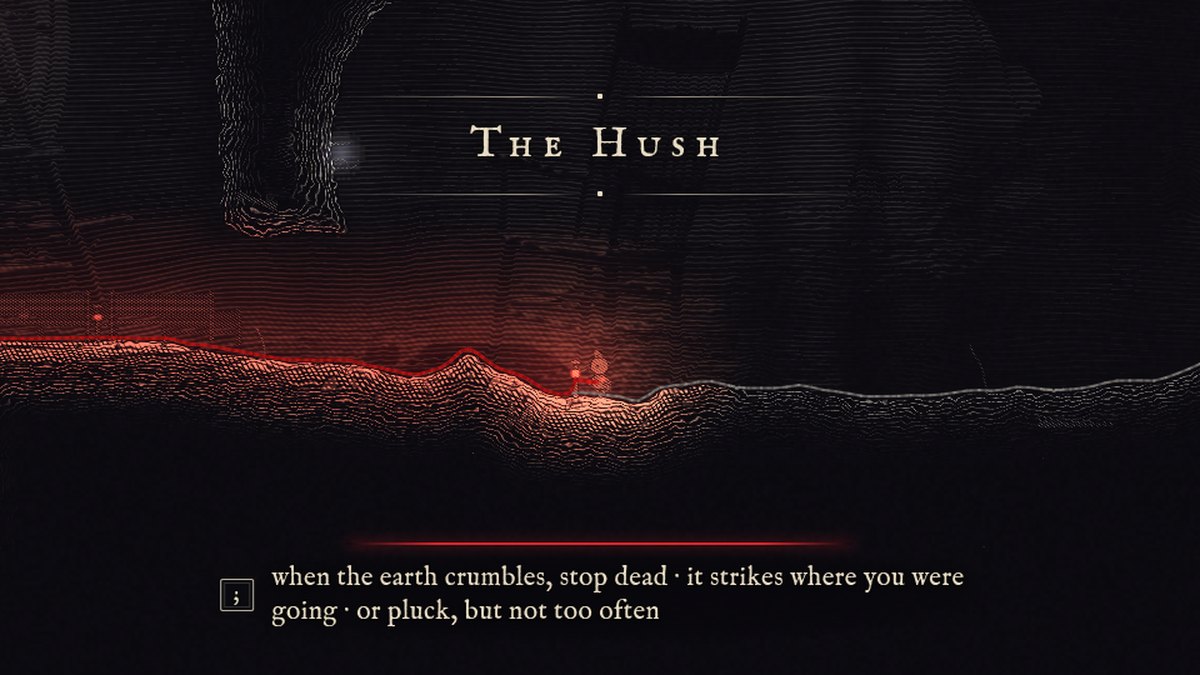 The Hush
;
when the earth crumbles, stop dead · it strikes where you were
going · or pluck, but not too often